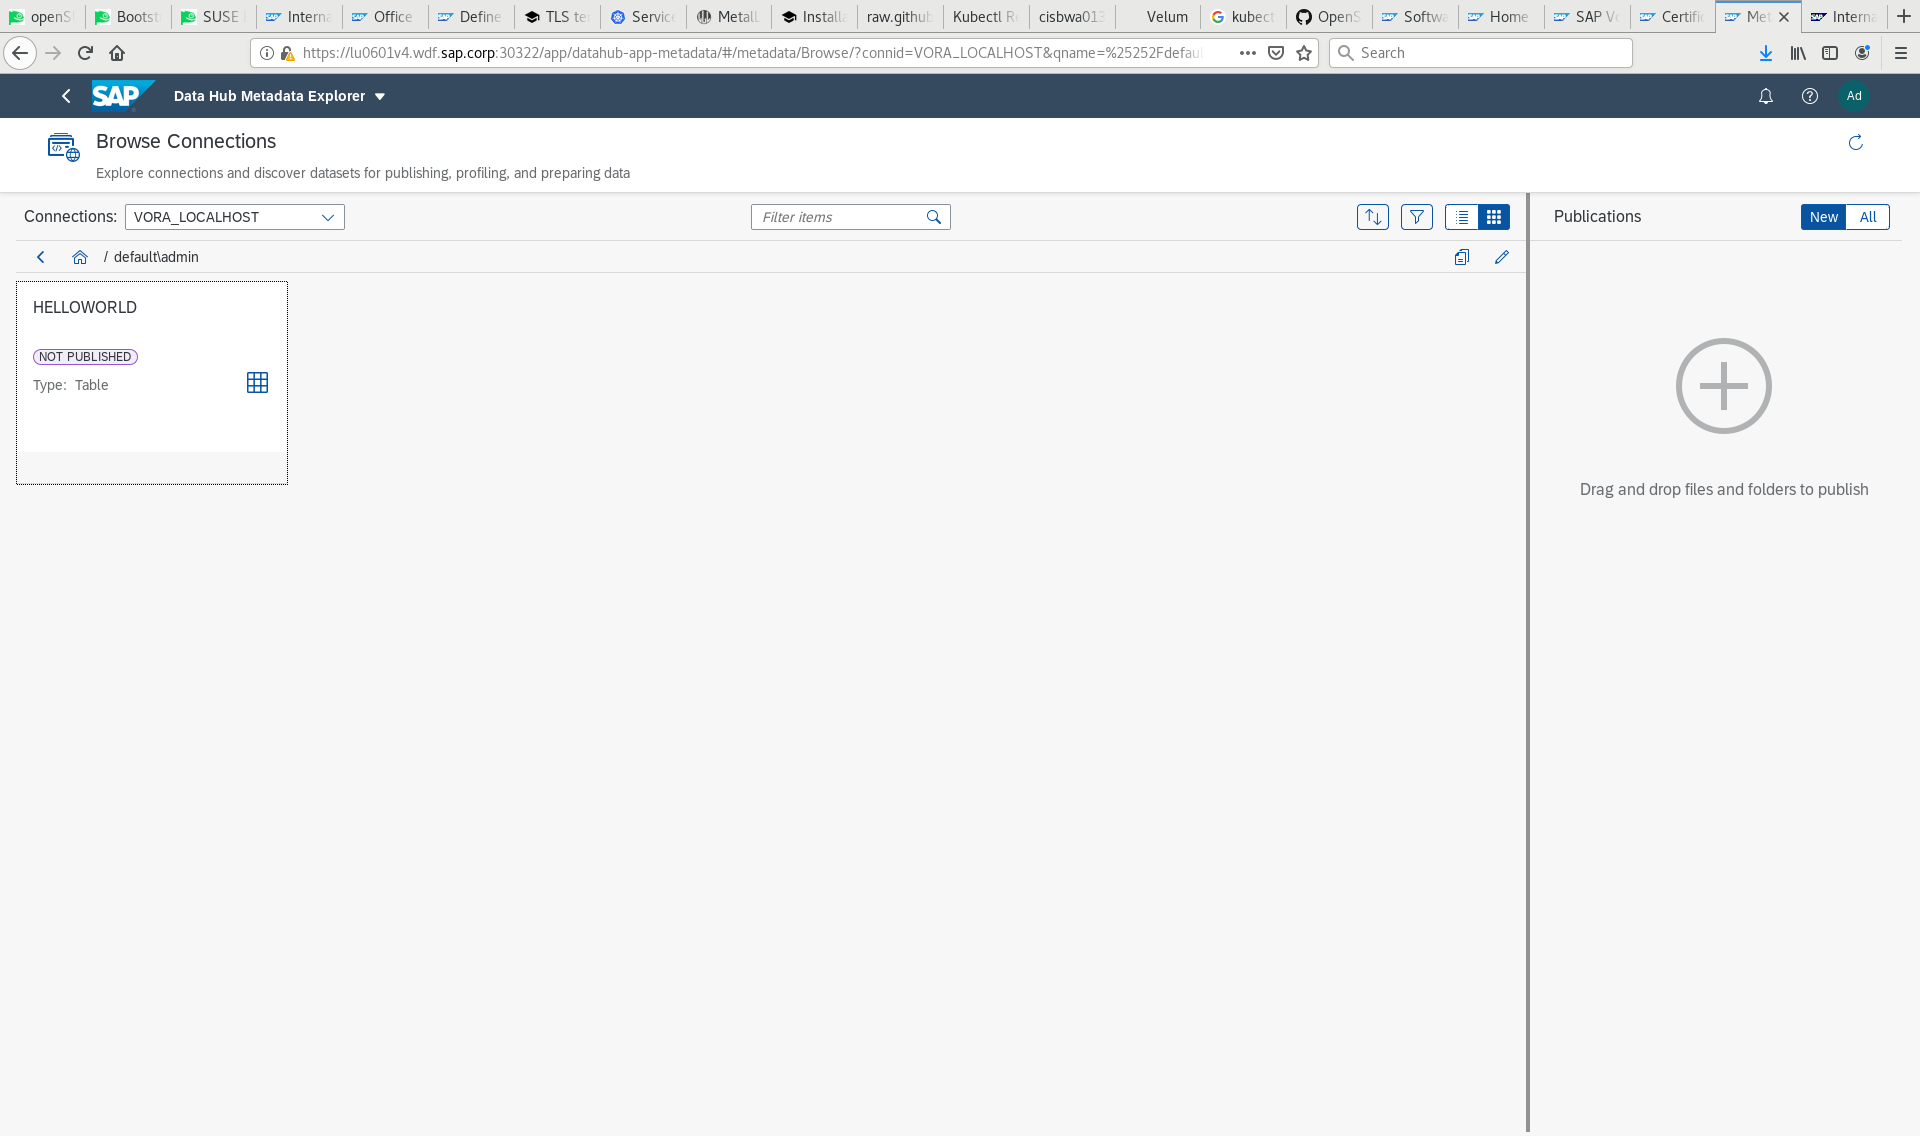 openS
Bootst
SUSE
Interna
Office
Define
TLS te
Service
MetalL
Installa
raw.github
Kubectl Re
cisbwa013
Velum
kubect
OpenS
Softwa
Home
SAP Vo
Certific
Met
Interna
https://lu0601v4.wdf.sap.corp:30322/app/datahub-app-metadata/#/metadata/Browse/?connid=VORA_LOCALHOST&qname=%25252Fdefau
Search
SAP
Data Hub Metadata Explorer
Ad
Browse Connections
Explore connections and discover datasets for publishing, profiling, and preparing data
Connections: VORA_LOCALHOST
Filter items
Publications
New All
/ default\admin
HELLOWORLD
NOT PUBLISHED
Type: Table
Drag and drop files and folders to publish